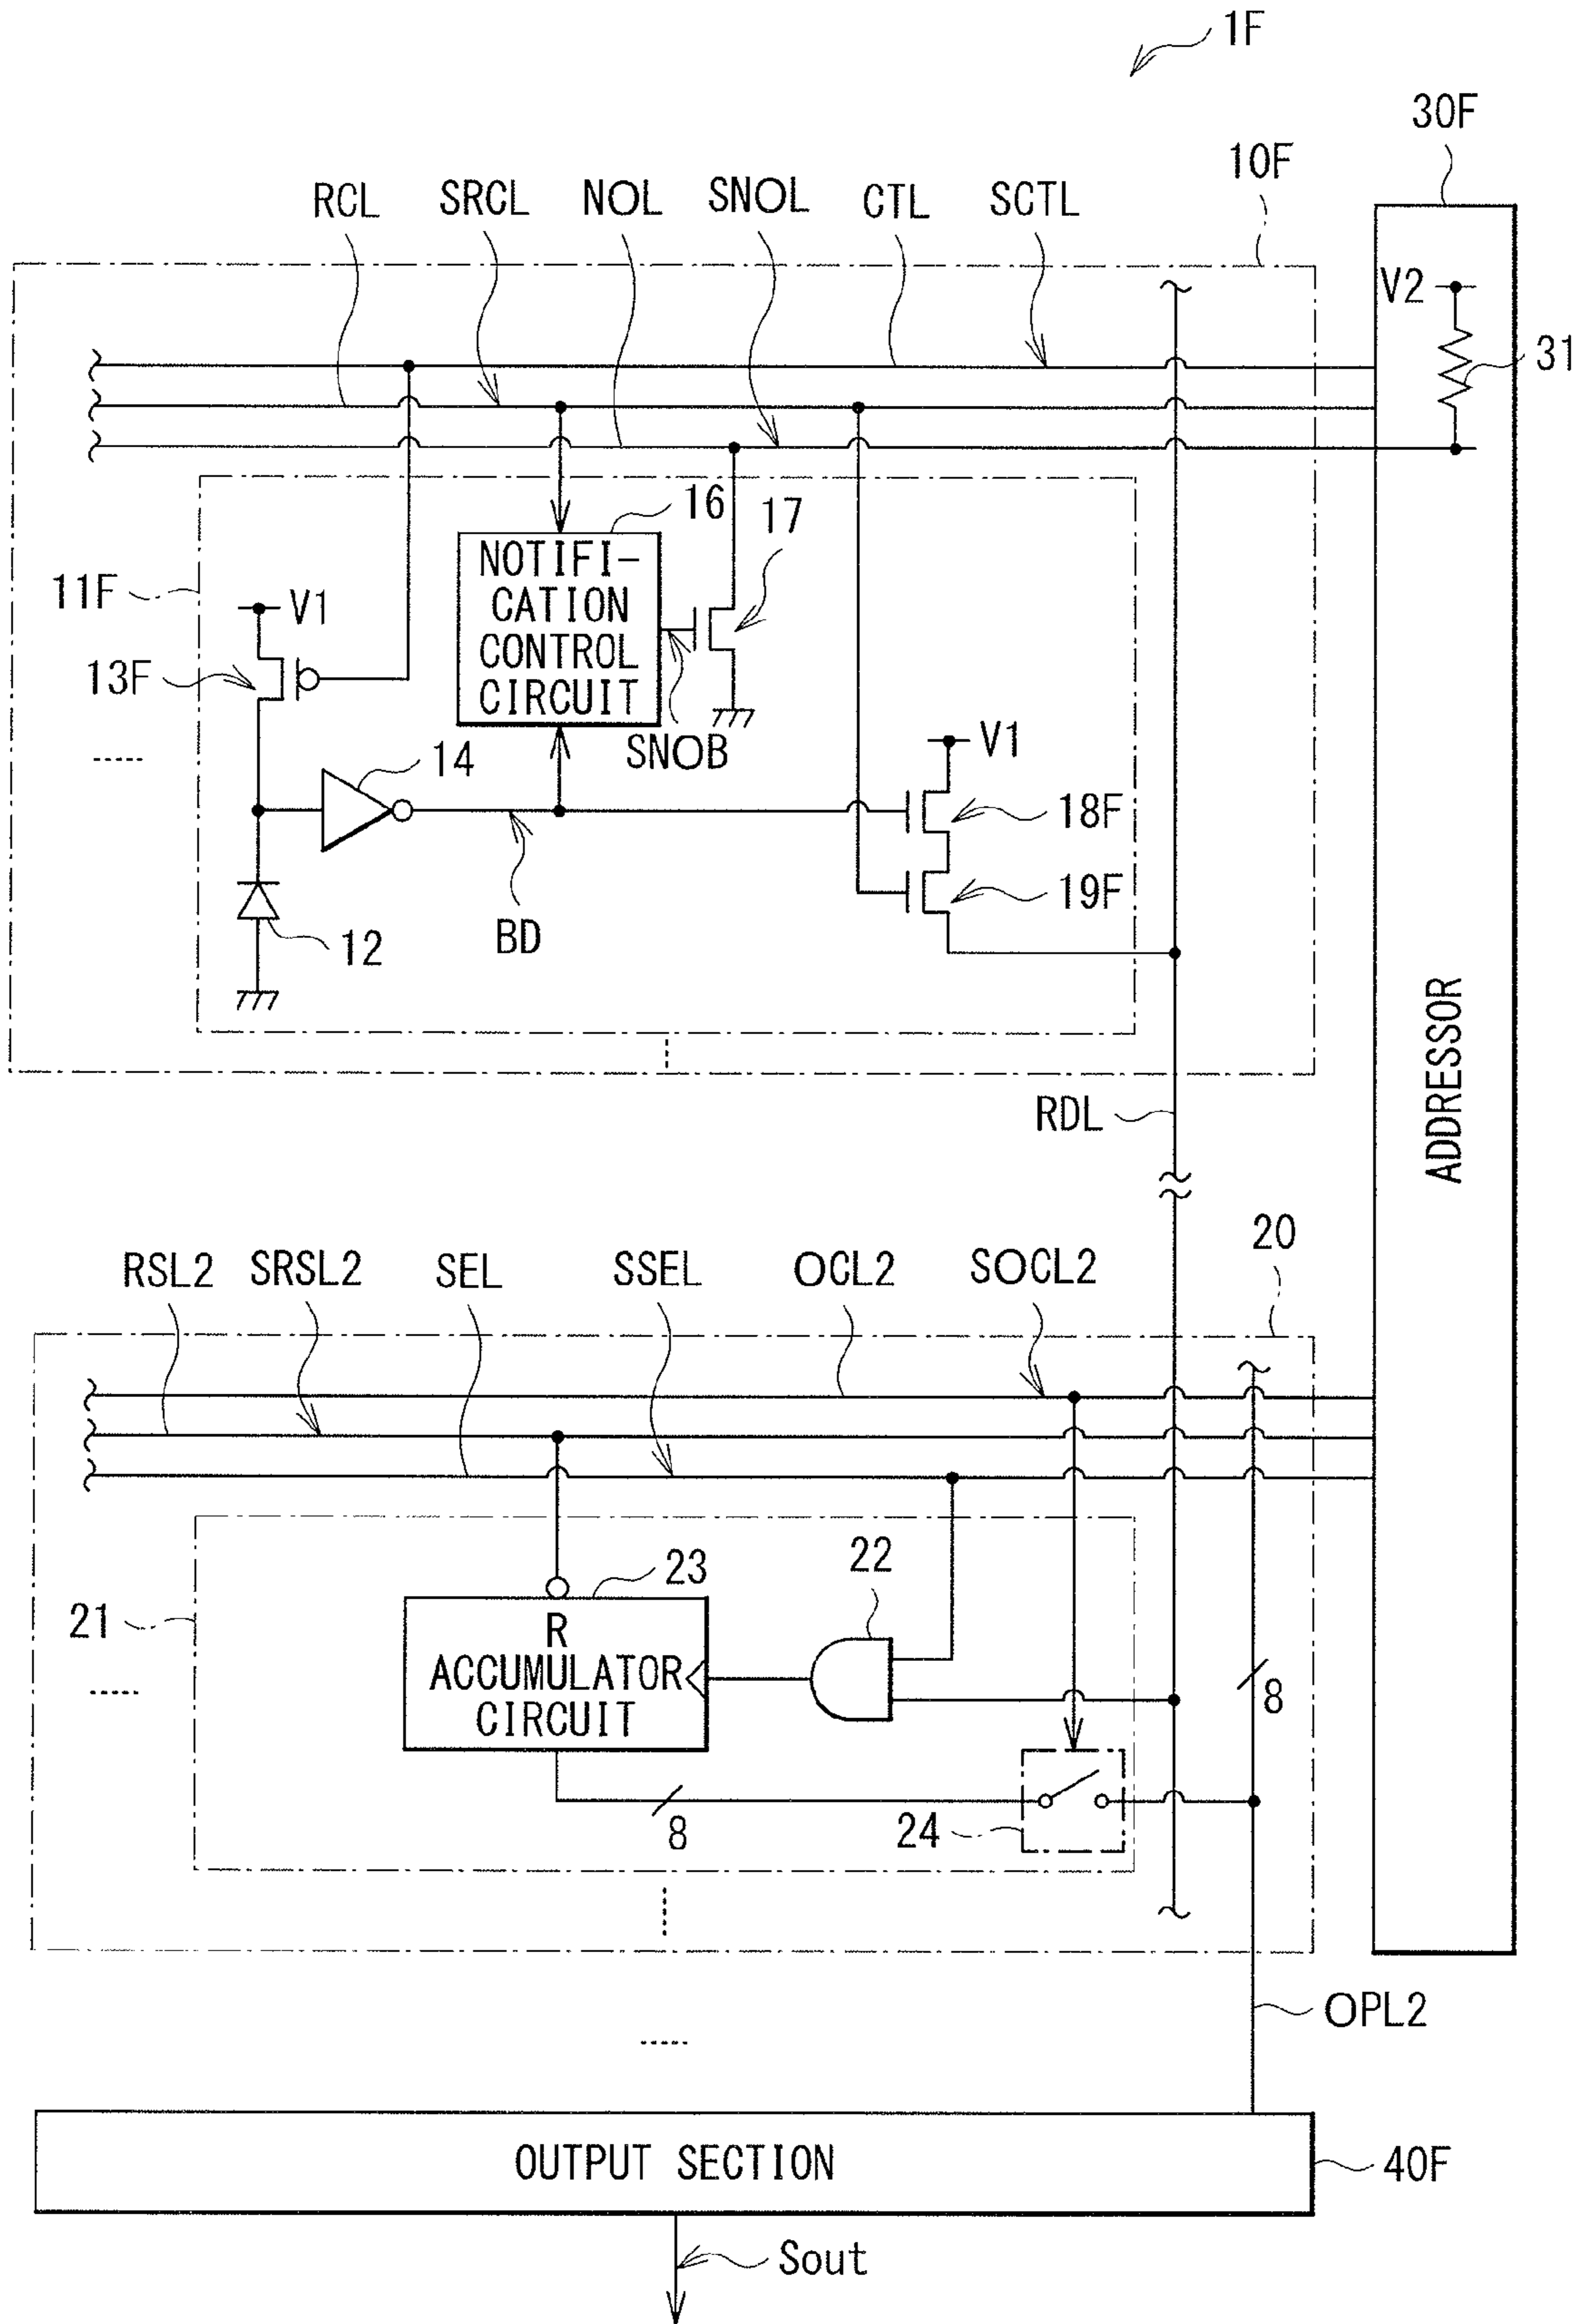 1F
30F
10F
RCL
SRCL
NOL
SNOL
CTL
SCTL
V2
31
16
17
NOTIFI-
CATION
CONTROL
CIRCUIT
11F
V1
13F
SNOB
14
V1
18F
19F
BD
12
ADDRESSOR
RDL
20
RSL2
SRSL2
SEL
SSEL
OCL2
SOCL2
23
22
21
R
ACCUMULATOR
CIRCUIT
8
8
24
OPL2
OUTPUT SECTION
40F
Sout